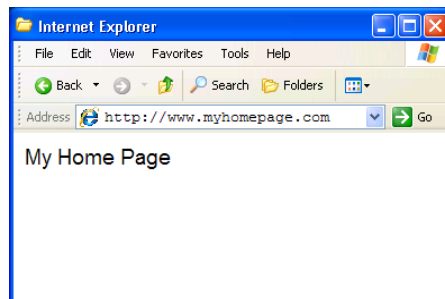 Internet Explorer
File Edit View Favorites Tools Help
Back Search Folders
Address http://www.myhomepage.com Go
My Home Page